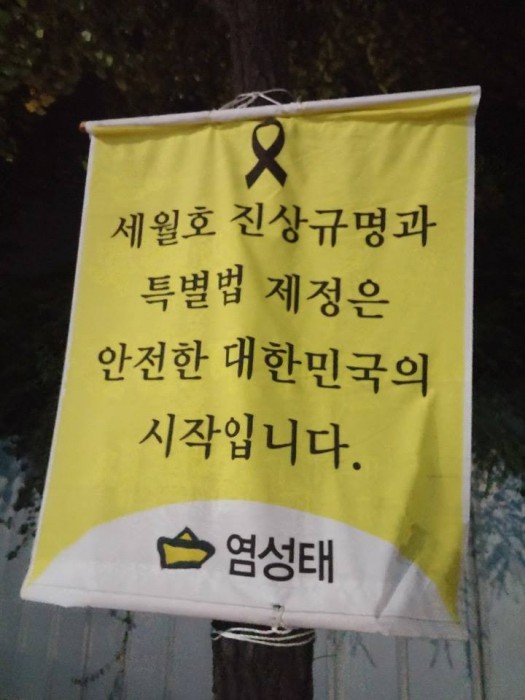 세월호 진상규명과
특별법 제정은
안전한 대한민국의
시작입니다.
염성태